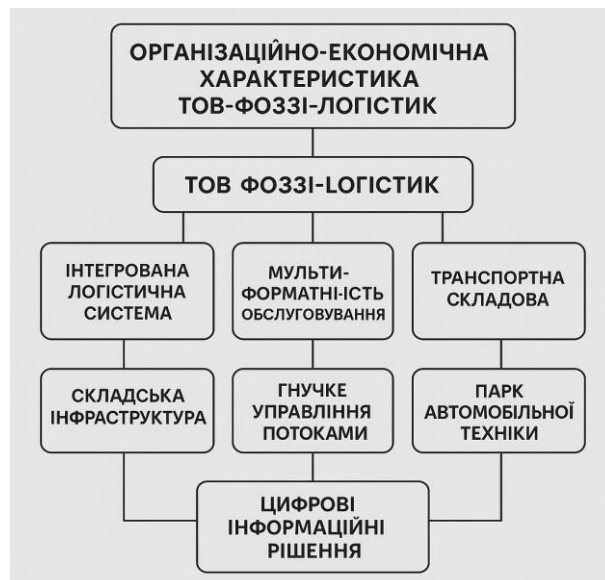 ОРГАНІЗАЦІЙНО-ЕКОНОМІЧНА
ХАРАКТЕРИСТИКА
ТОВ-ФОЗЗІ-ЛОГІСТИК
ТОВ ФОЗЗІ-LОГІСТИК
ІНТЕГРОВАНА
ЛОГІСТИЧНА
СИСТЕМА
МУЛЬТИ-
ФОРМАТНІ-ІСТЬ
ОБСЛУГОВУВАННЯ
ТРАНСПОРТНА
СКЛАДОВА
СКЛАДСЬКА
ІНФРАСТРУКТУРА
ГНУЧКЕ
УПРАВЛІННЯ
ПОТОКАМИ
ПАРК
АВТОМОБІЛЬНОЇ
ТЕХНІКИ
ЦИФРОВІ
ІНФОРМАЦІЙНІ
РІШЕННЯ